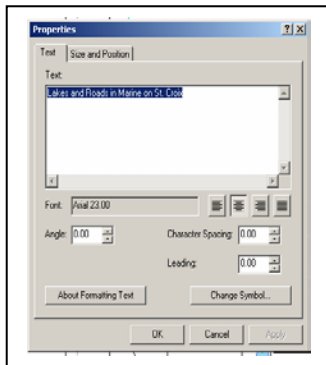 Properties
Text Size and Position
Text:
Lakes and Roads in Marine on St. Croix
Font: Arial 23.00
Angle: 0.00 Character Spacing: 0.00
Leading: 0.00
About Formatting Text Change Symbol...
OK Cancel Apply